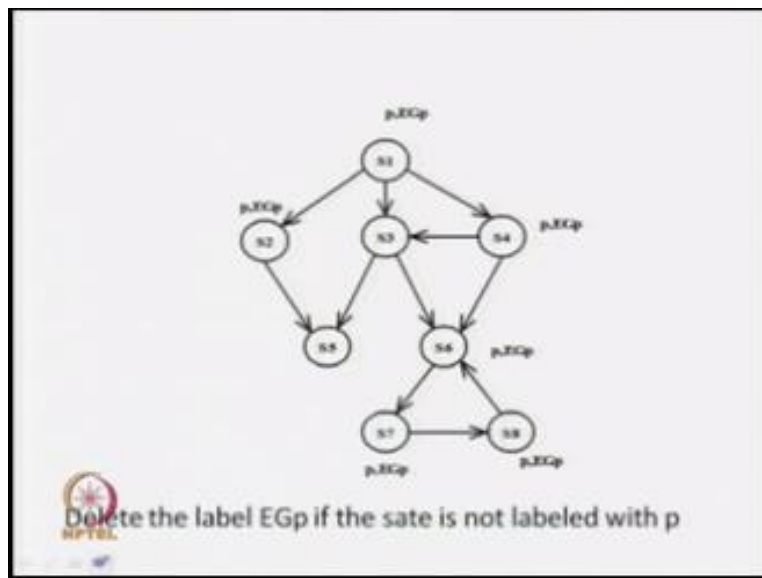 p,EGp
S1
p,EGp
S2
S3
S4
p,EGp
S5
S6
p,EGp
S7
S8
p,EGp
p,EGp
Delete the label EGp if the sate is not labeled with p
NPTEL